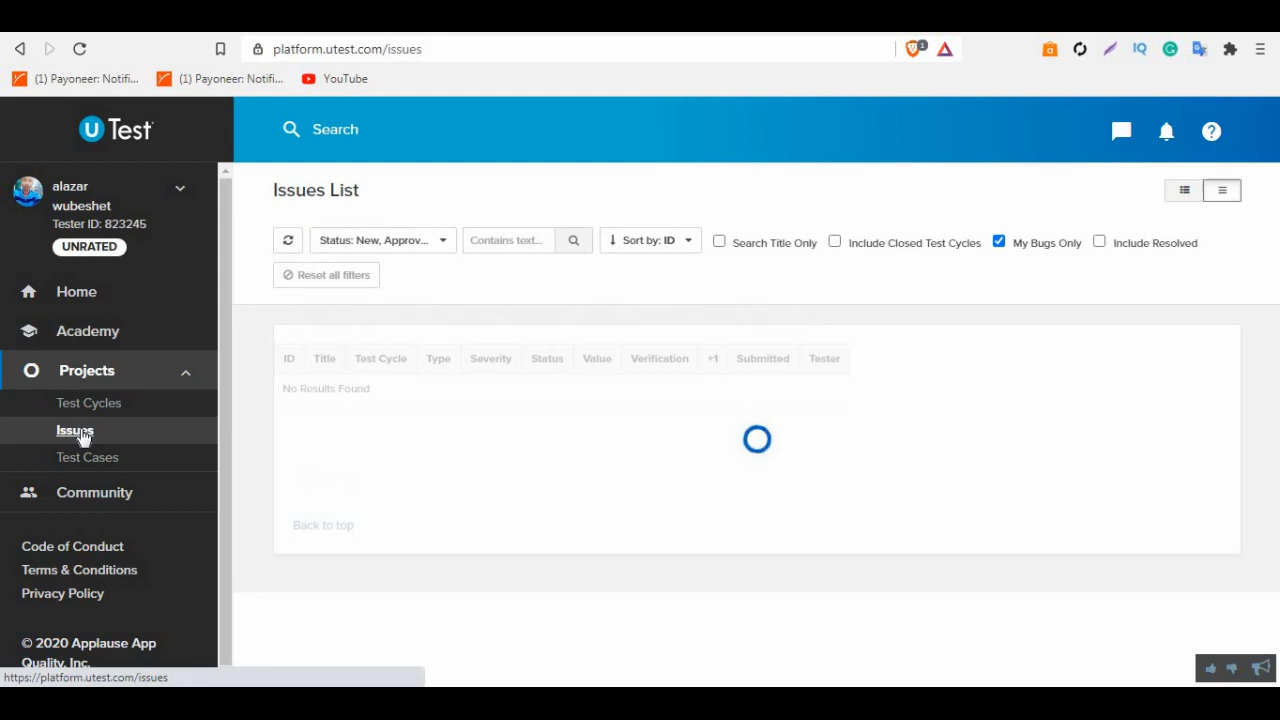 platform.utest.com/issues
1
IQ
(1) Payoneer: Notifi...
(1) Payoneer: Notifi...
YouTube
U Test
Search
alazar
wubeshet
Tester ID: 823245
UNRATED
Home
Academy
Projects
Test Cycles
Issues
Test Cases
Community
Code of Conduct
Terms & Conditions
Privacy Policy
© 2020 Applause App
Quality, Inc.
https://platform.utest.com/issues
Issues List
Status: New, Approv...
Contains text...
Sort by: ID
Search Title Only
Include Closed Test Cycles
My Bugs Only
Include Resolved
Reset all filters
ID Title Test Cycle Type Severity Status Value Verification +1 Submitted Tester
No Results Found
Back to top